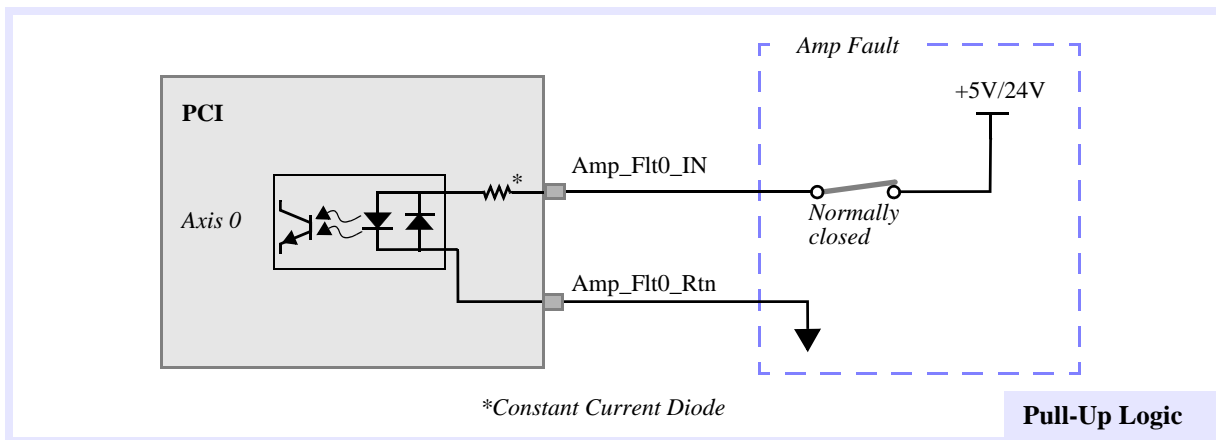 Amp Fault
+5V/24V
PCI
Amp_Flt0_IN
*
Axis 0
Normally
closed
Amp_Flt0_Rtn
*Constant Current Diode
Pull-Up Logic